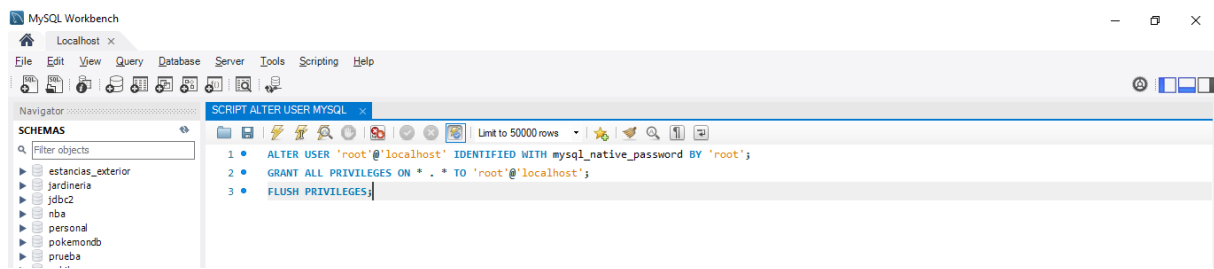 MySQL Workbench
Localhost
File Edit View Query Database Server Tools Scripting Help
Navigator
SCHEMAS
Filter objects
estancias_exterior
jardineria
jdbc2
nba
personal
pokemondb
prueba
SCRIPT ALTER USER MYSQL
Limit to 50000 rows
1 ALTER USER 'root'@'localhost' IDENTIFIED WITH mysql_native_password BY 'root';
2 GRANT ALL PRIVILEGES ON * . * TO 'root'@'localhost';
3 FLUSH PRIVILEGES;